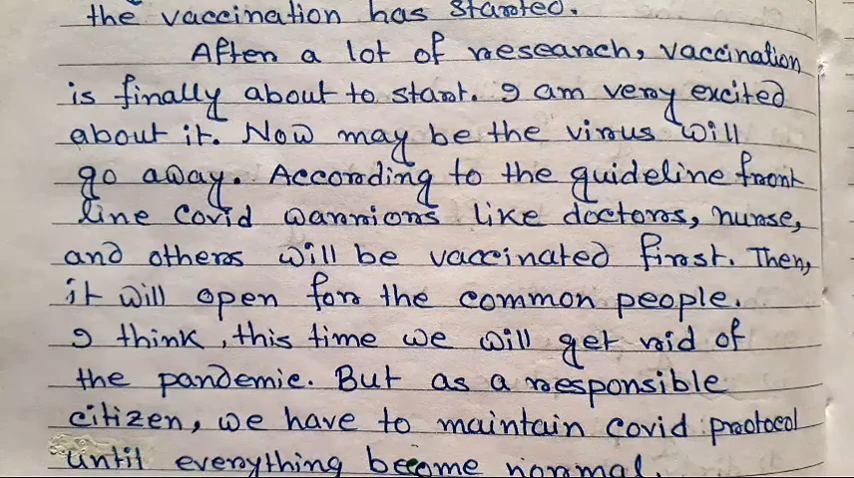 the vaccination has started.
After a lot of research, vaccination
is finally about to start. I am very excited
about it. Now may be the virus will
go away. According to the guideline front
line Covid warriors like doctors, nurse,
and others will be vaccinated first. Then,
it will open for the common people.
I think, this time we will get rid of
the pandemic. But as a responsible
citizen, we have to maintain covid protocol
until everything become normal.